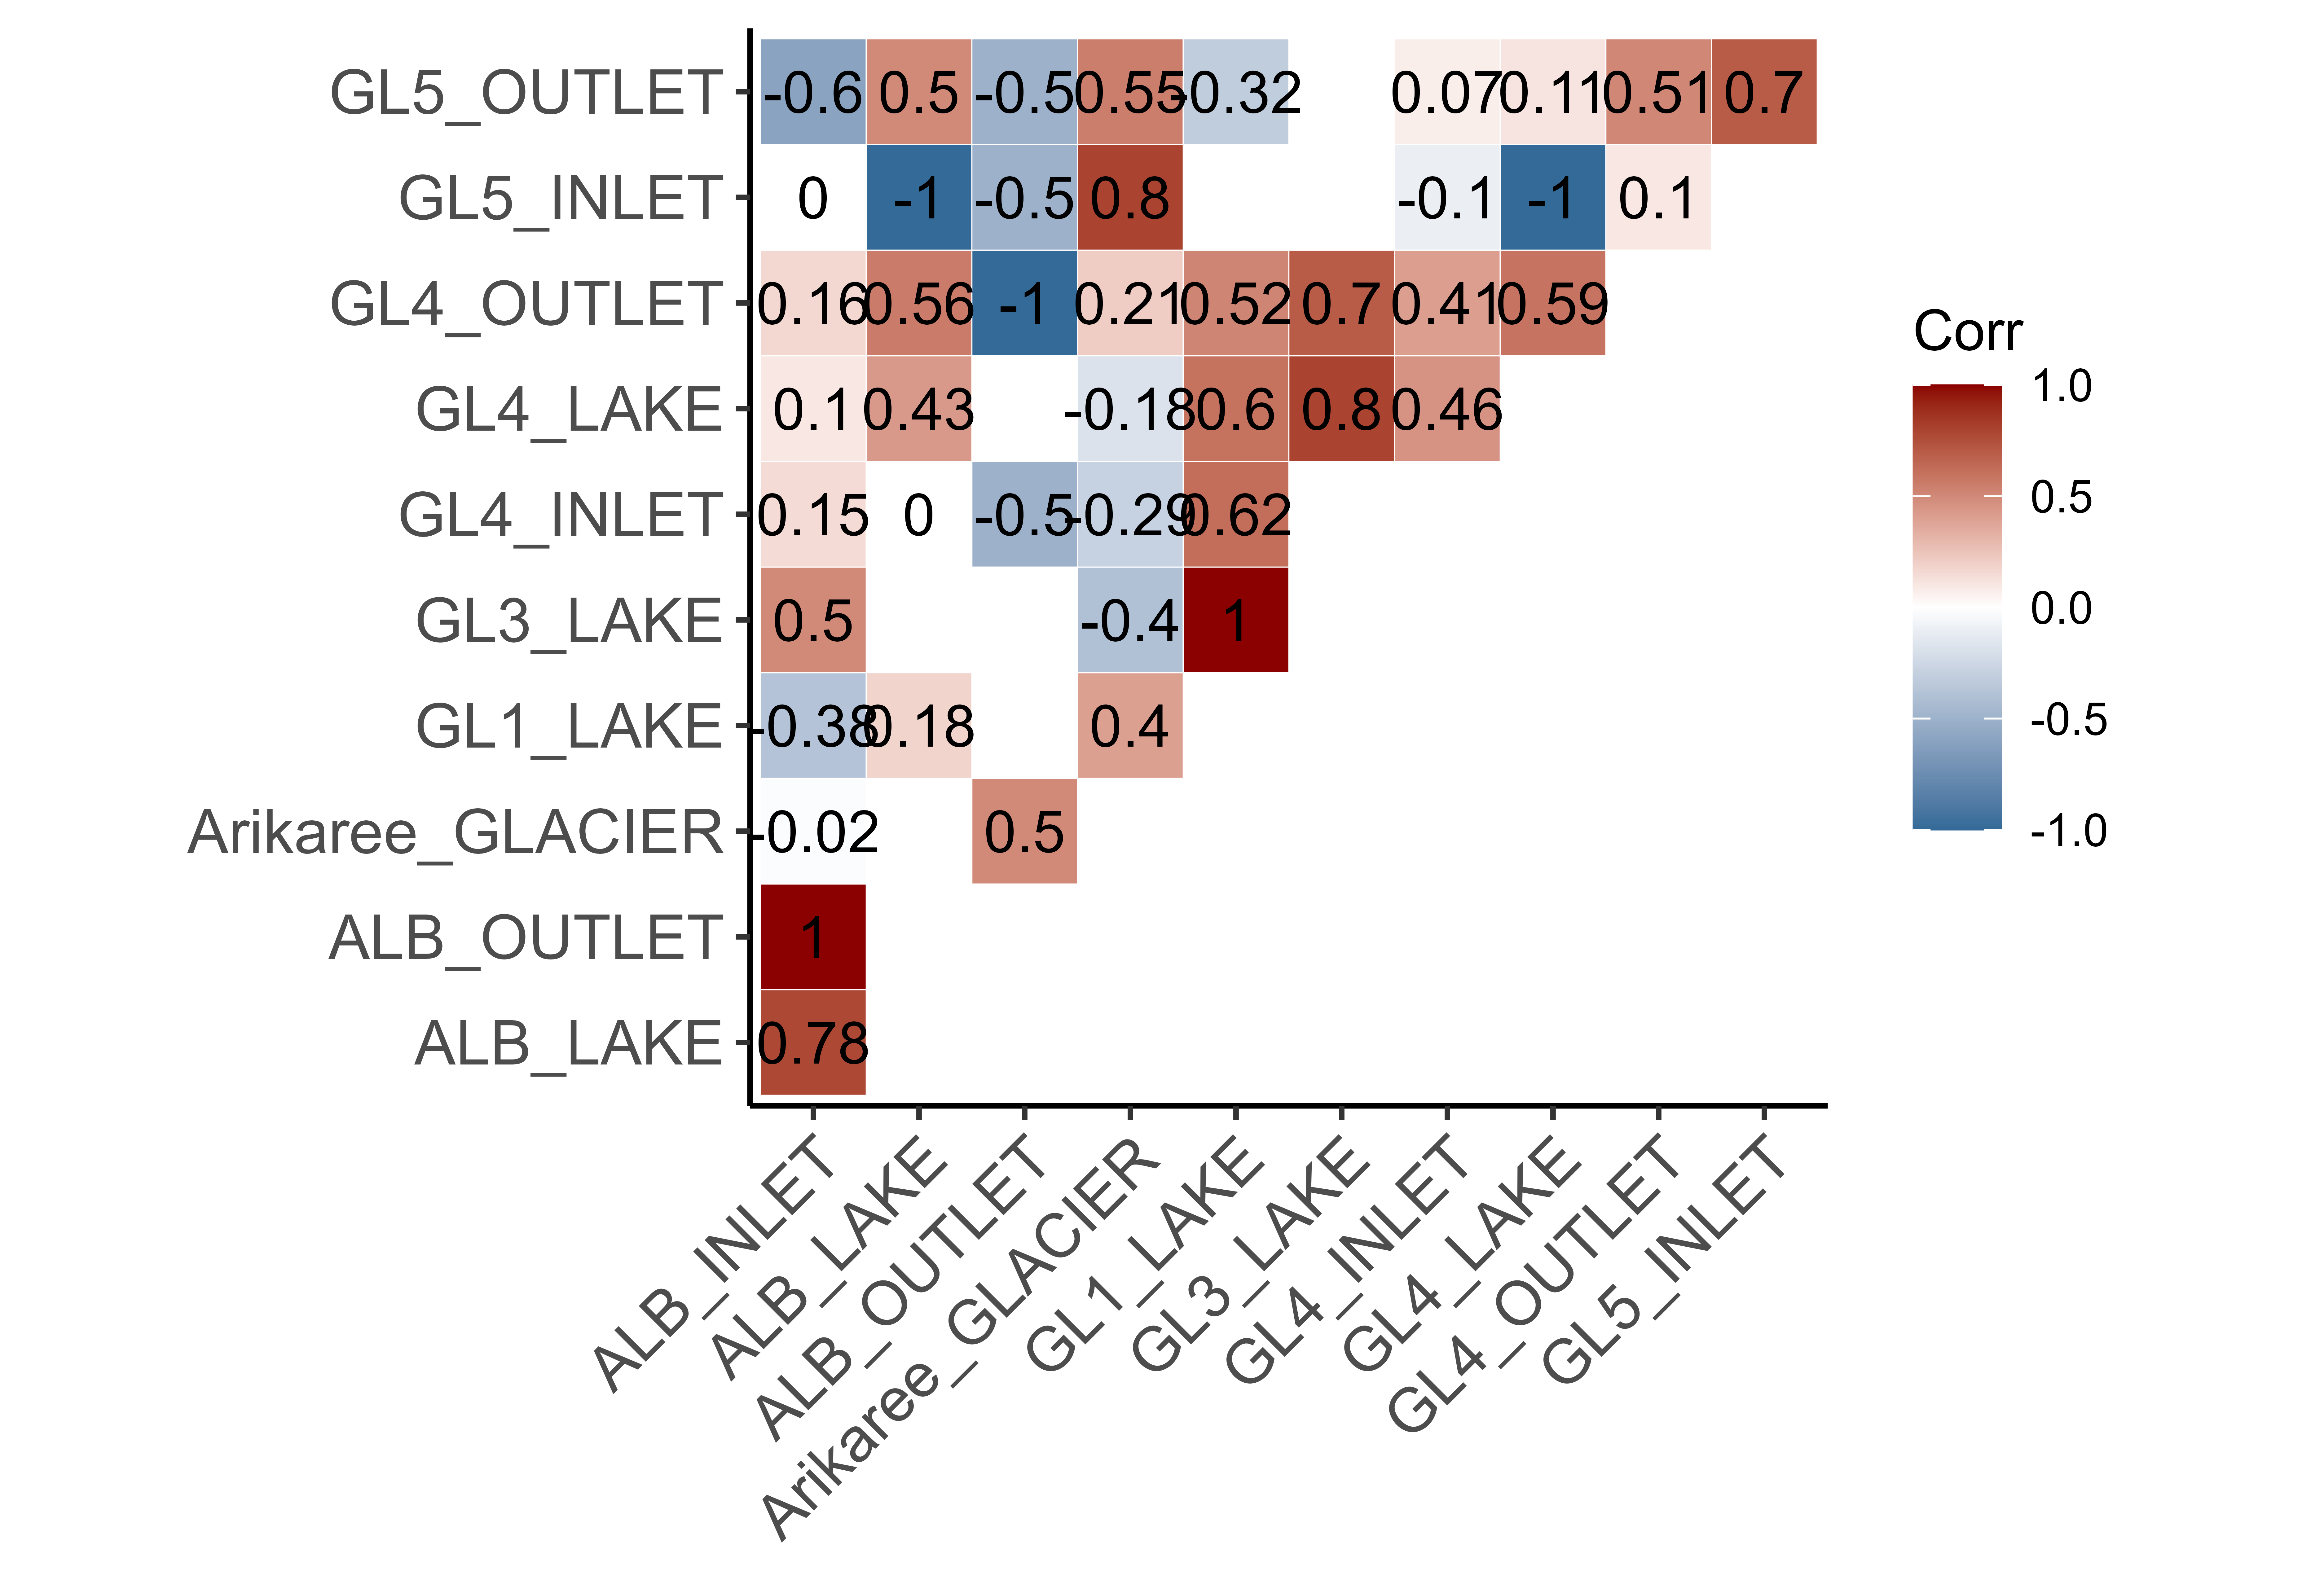 GL5_OUTLET -0.6 0.5 -0.5 0.55 -0.32 0.07 0.11 0.51 0.7
GL5_INLET 0 -1 -0.5 0.8 -0.1 -1 0.1
GL4_OUTLET 0.16 0.56 -1 0.21 0.52 0.7 0.41 0.59
GL4_LAKE 0.1 0.43 -0.18 0.6 0.8 0.46
GL4_INLET 0.15 0 -0.5 -0.29 0.62
GL3_LAKE 0.5 -0.4 1
GL1_LAKE -0.38 0.18 0.4
Arikaree_GLACIER -0.02 0.5
ALB_OUTLET 1
ALB_LAKE 0.78
ALB_INLET
ALB_LAKE
ALB_OUTLET
Arikaree_GLACIER
GL1_LAKE
GL3_LAKE
GL4_INLET
GL4_LAKE
GL4_OUTLET
GL5_INLET
Corr
1.0
0.5
0.0
-0.5
-1.0